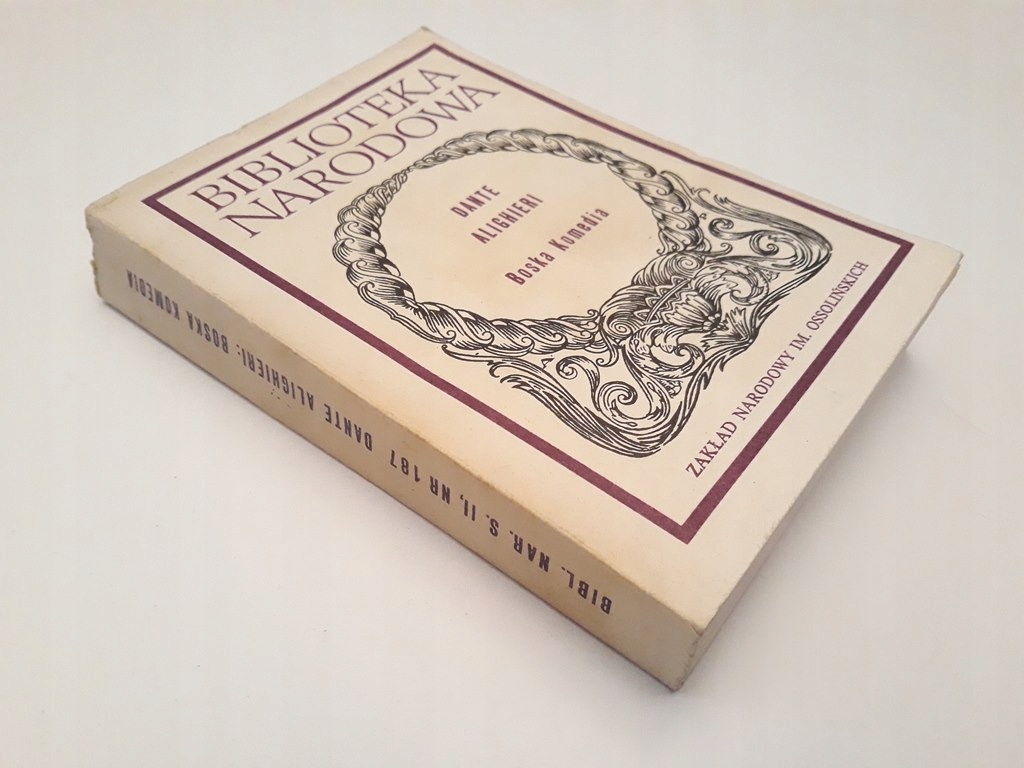 BIBLIOTEKA
NARODOWA
DANTE
ALIGHIERI
Boska Komedia
ZAKŁAD NARODOWY IM. OSSOLIŃSKICH
BIBL. NAR. S. II, NR 187 DANTE ALIGHIERI: BOSKA KOMEDIA